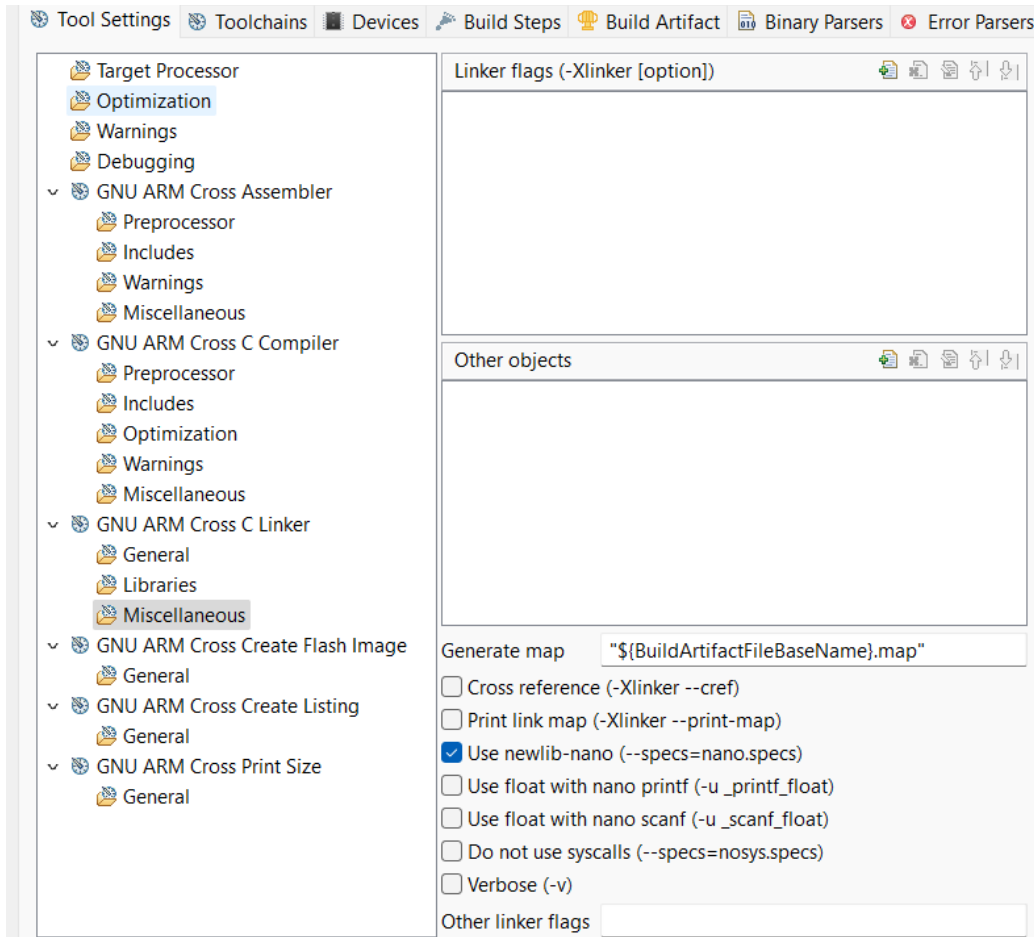 Tool Settings Toolchains Devices Build Steps Build Artifact Binary Parsers Error Parsers
Target Processor
Optimization
Warnings
Debugging
GNU ARM Cross Assembler
Preprocessor
Includes
Warnings
Miscellaneous
GNU ARM Cross C Compiler
Preprocessor
Includes
Optimization
Warnings
Miscellaneous
GNU ARM Cross C Linker
General
Libraries
Miscellaneous
GNU ARM Cross Create Flash Image
General
GNU ARM Cross Create Listing
General
GNU ARM Cross Print Size
General
Linker flags (-Xlinker [option])
Other objects
Generate map "${BuildArtifactFileBaseName}.map"
Cross reference (-Xlinker --cref)
Print link map (-Xlinker --print-map)
Use newlib-nano (--specs=nano.specs)
Use float with nano printf (-u _printf_float)
Use float with nano scanf (-u _scanf_float)
Do not use syscalls (--specs=nosys.specs)
Verbose (-v)
Other linker flags